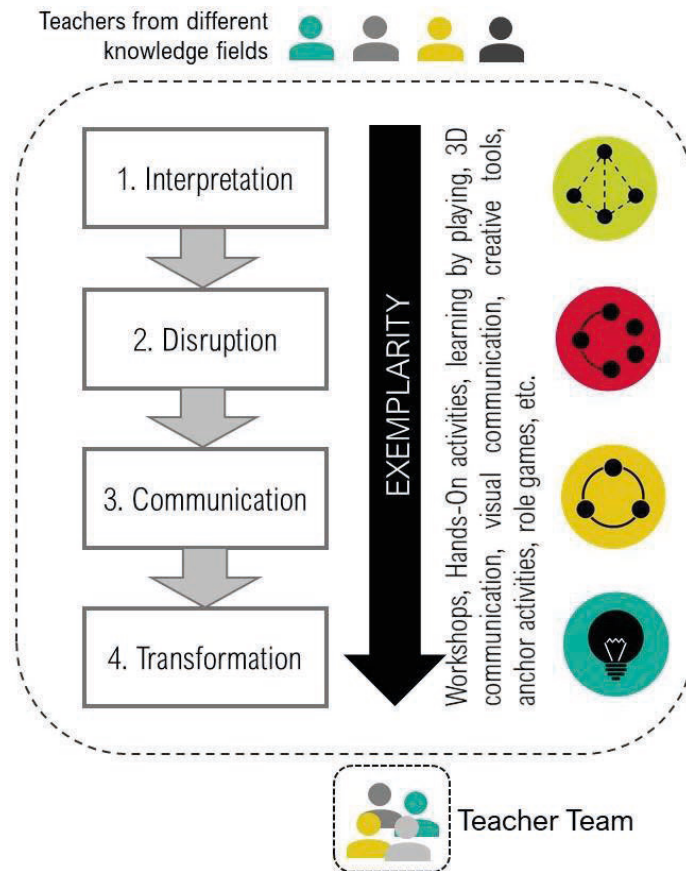 Teachers from different
knowledge fields
1. Interpretation
2. Disruption
3. Communication
4. Transformation
EXEMPLARITY
Workshops, Hands-On activities, learning by playing, 3D
communication, visual communication, creative tools,
anchor activities, role games, etc.
Teacher Team